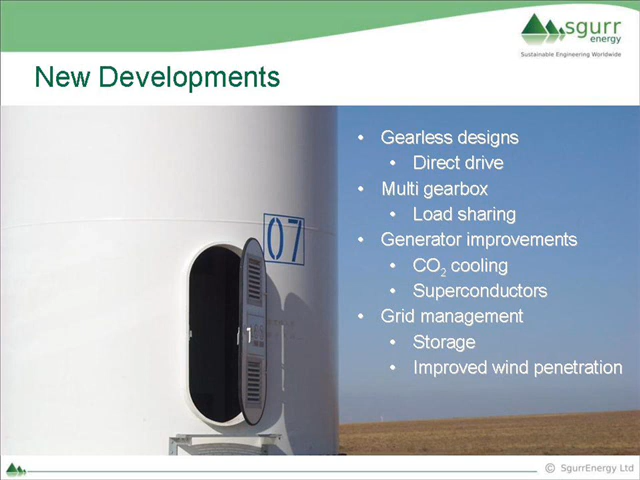 sgurr
energy
Sustainable Engineering Worldwide
New Developments
• Gearless designs
• Direct drive
• Multi gearbox
• Load sharing
• Generator improvements
• CO₂ cooling
• Superconductors
• Grid management
• Storage
• Improved wind penetration
07
© SgurrEnergy Ltd